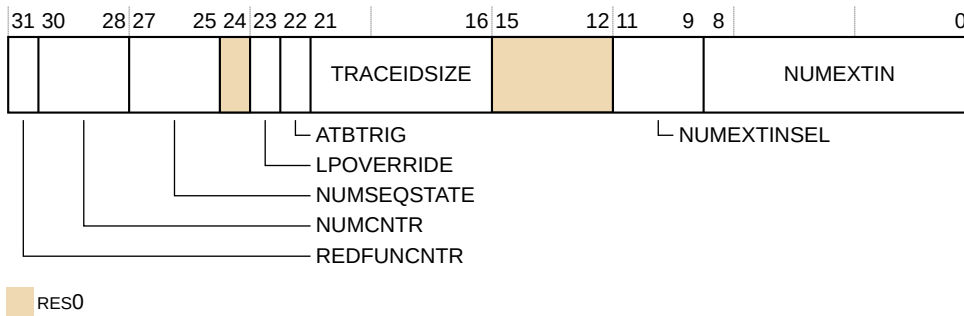 31 30 28 27 25 24 23 22 21 16 15 12 11 9 8 0
TRACEIDSIZE NUMEXTIN
ATBTRIG NUMEXTINSEL
LPOVERRIDE
NUMSEQSTATE
NUMCNTR
REDFUNCNTR
RES0